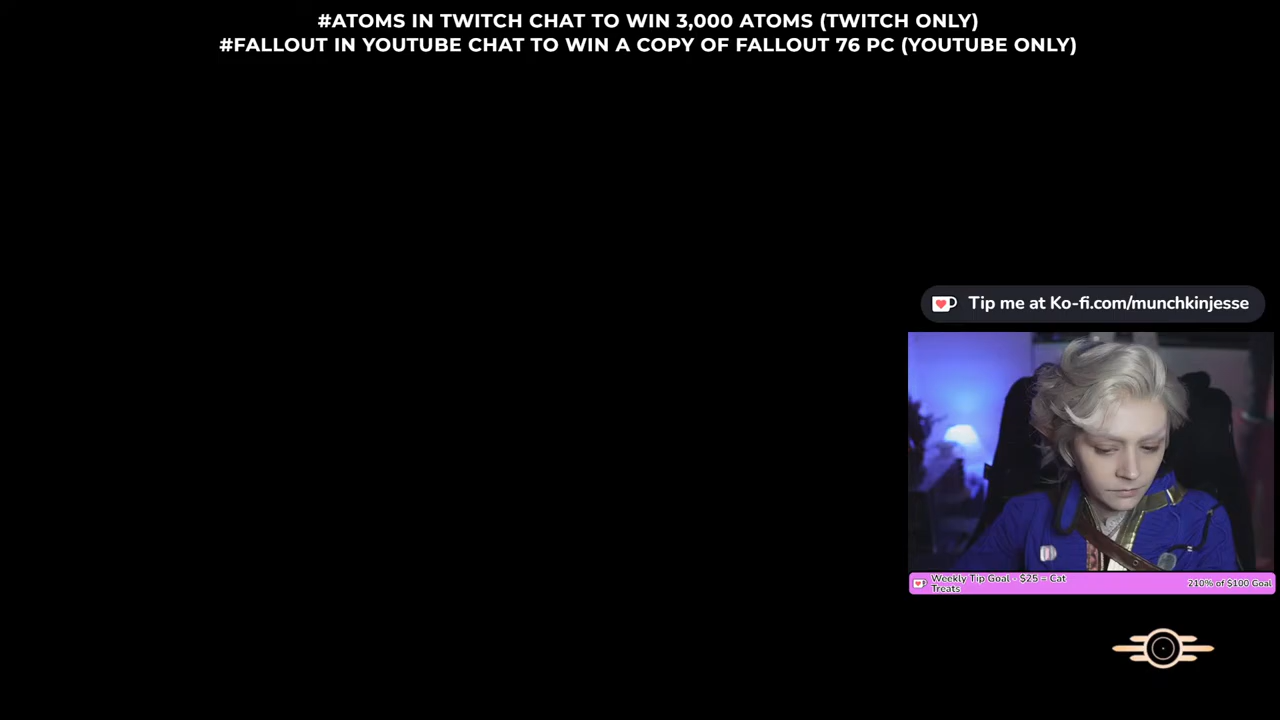 #ATOMS IN TWITCH CHAT TO WIN 3,000 ATOMS (TWITCH ONLY)
#FALLOUT IN YOUTUBE CHAT TO WIN A COPY OF FALLOUT 76 PC (YOUTUBE ONLY)
Tip me at Ko-fi.com/munchkinjesse
Weekly Tip Goal - $25 = Cat
Treats
210% of $100 Goal